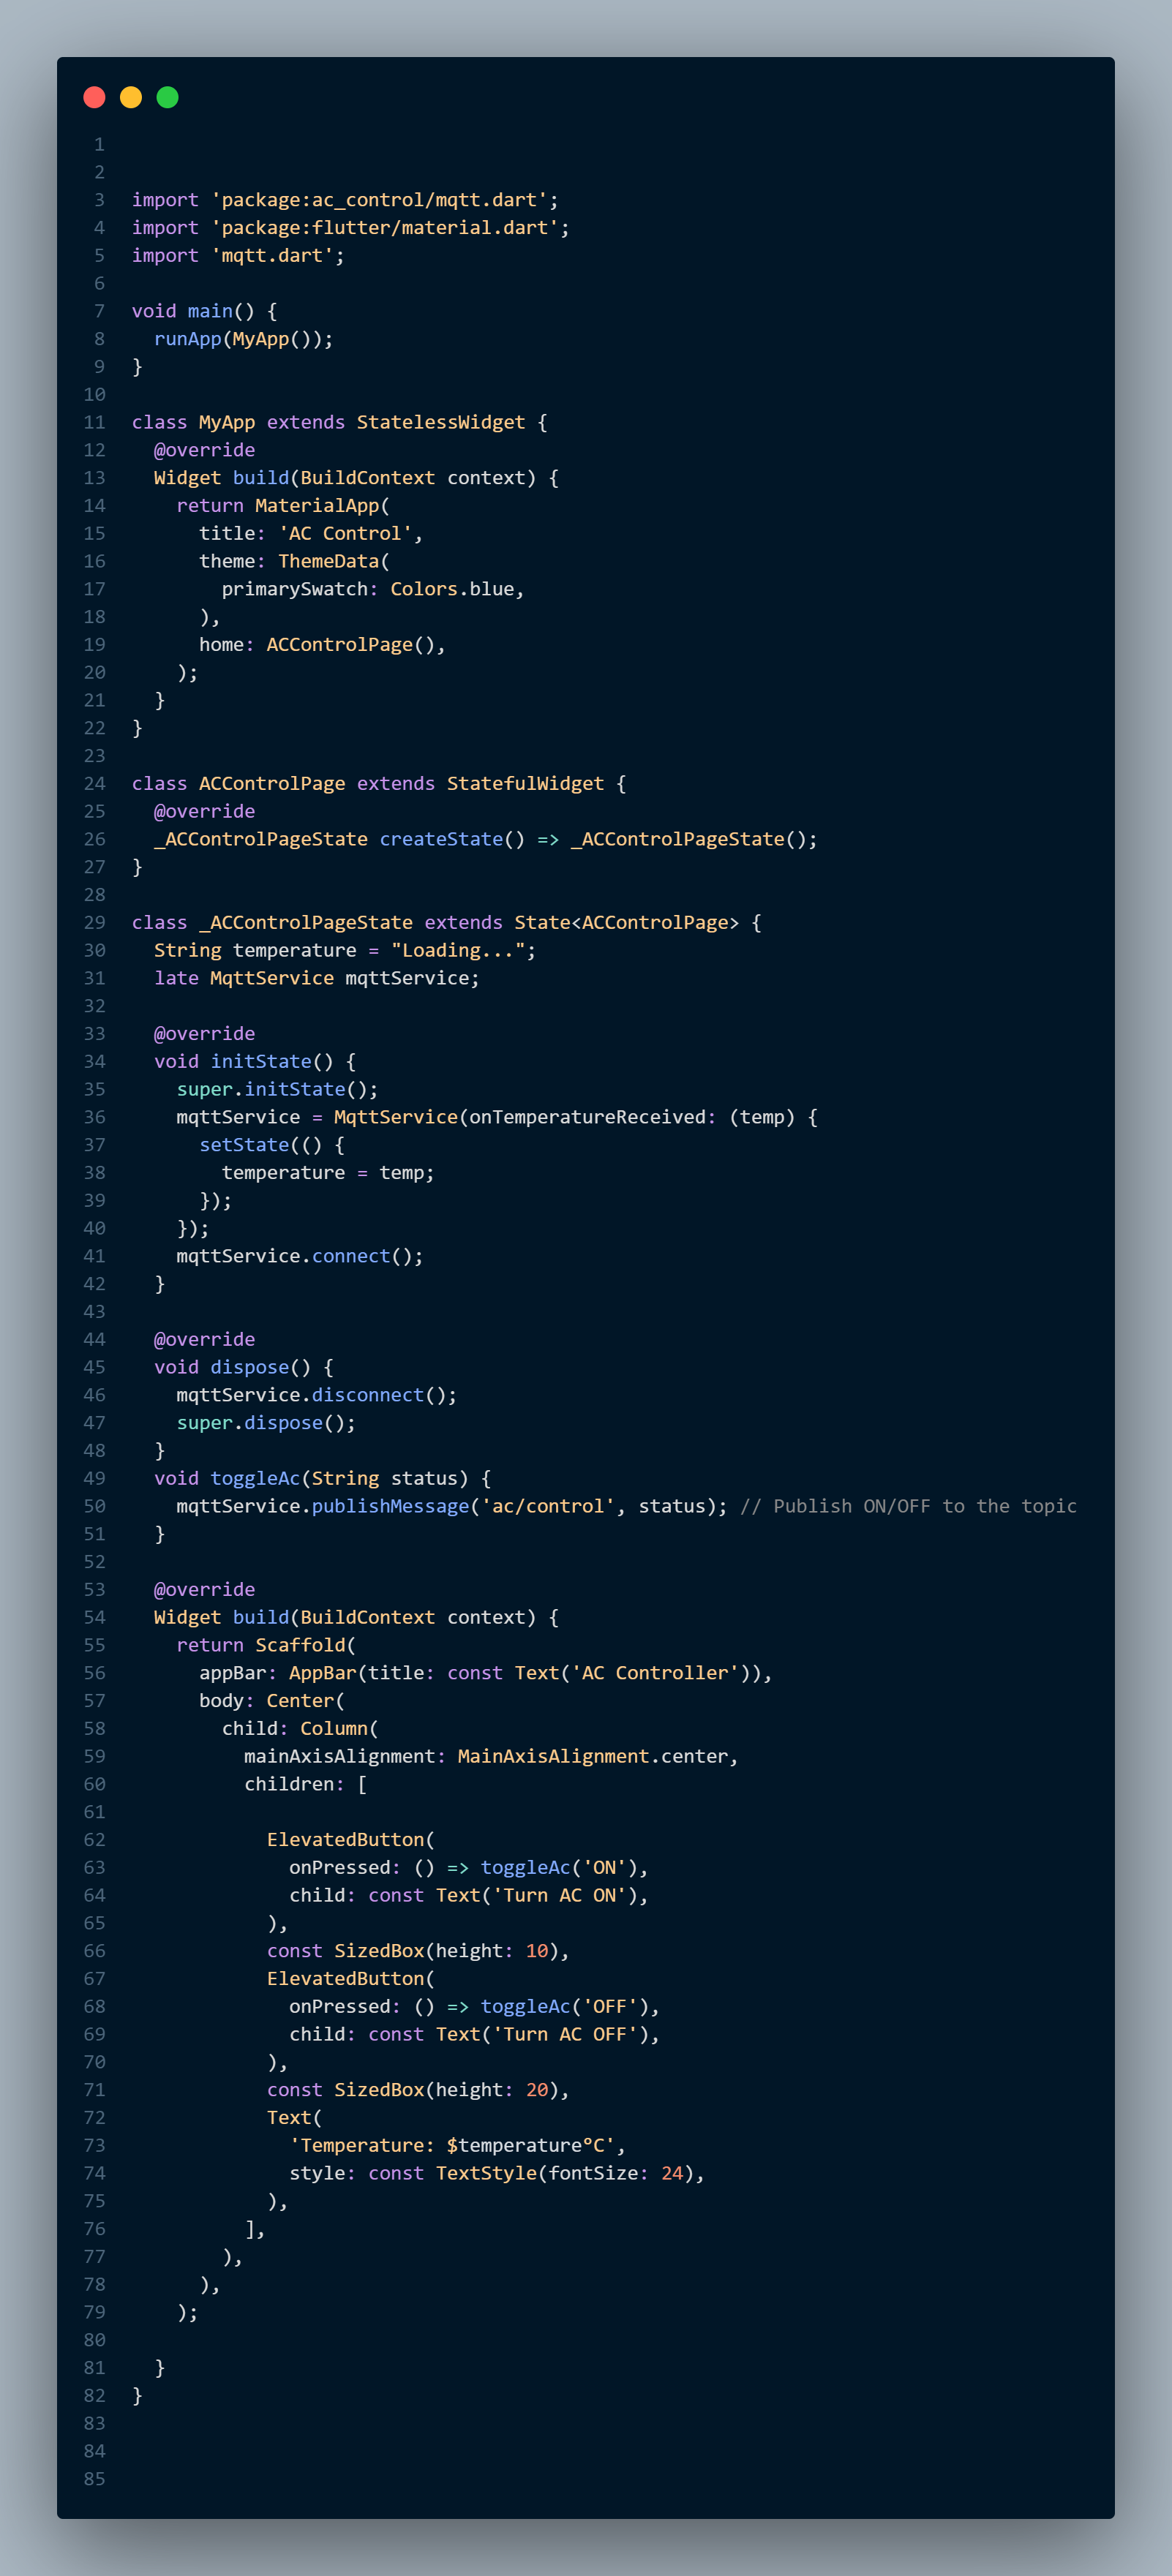 1
2
3 import 'package:ac_control/mqtt.dart';
4 import 'package:flutter/material.dart';
5 import 'mqtt.dart';
6
7 void main() {
8   runApp(MyApp());
9 }
10
11 class MyApp extends StatelessWidget {
12   @override
13   Widget build(BuildContext context) {
14     return MaterialApp(
15       title: 'AC Control',
16       theme: ThemeData(
17         primarySwatch: Colors.blue,
18       ),
19       home: ACControlPage(),
20     );
21   }
22 }
23
24 class ACControlPage extends StatefulWidget {
25   @override
26   _ACControlPageState createState() => _ACControlPageState();
27 }
28
29 class _ACControlPageState extends State<ACControlPage> {
30   String temperature = "Loading...";
31   late MqttService mqttService;
32
33   @override
34   void initState() {
35     super.initState();
36     mqttService = MqttService(onTemperatureReceived: (temp) {
37       setState(() {
38         temperature = temp;
39       });
40     });
41     mqttService.connect();
42   }
43
44   @override
45   void dispose() {
46     mqttService.disconnect();
47     super.dispose();
48   }
49   void toggleAc(String status) {
50     mqttService.publishMessage('ac/control', status); // Publish ON/OFF to the topic
51   }
52
53   @override
54   Widget build(BuildContext context) {
55     return Scaffold(
56       appBar: AppBar(title: const Text('AC Controller')),
57       body: Center(
58         child: Column(
59           mainAxisAlignment: MainAxisAlignment.center,
60           children: [
61
62             ElevatedButton(
63               onPressed: () => toggleAc('ON'),
64               child: const Text('Turn AC ON'),
65             ),
66             const SizedBox(height: 10),
67             ElevatedButton(
68               onPressed: () => toggleAc('OFF'),
69               child: const Text('Turn AC OFF'),
70             ),
71             const SizedBox(height: 20),
72             Text(
73               'Temperature: $temperature°C',
74               style: const TextStyle(fontSize: 24),
75             ),
76           ],
77         ),
78       ),
79     );
80
81   }
82 }
83
84
85